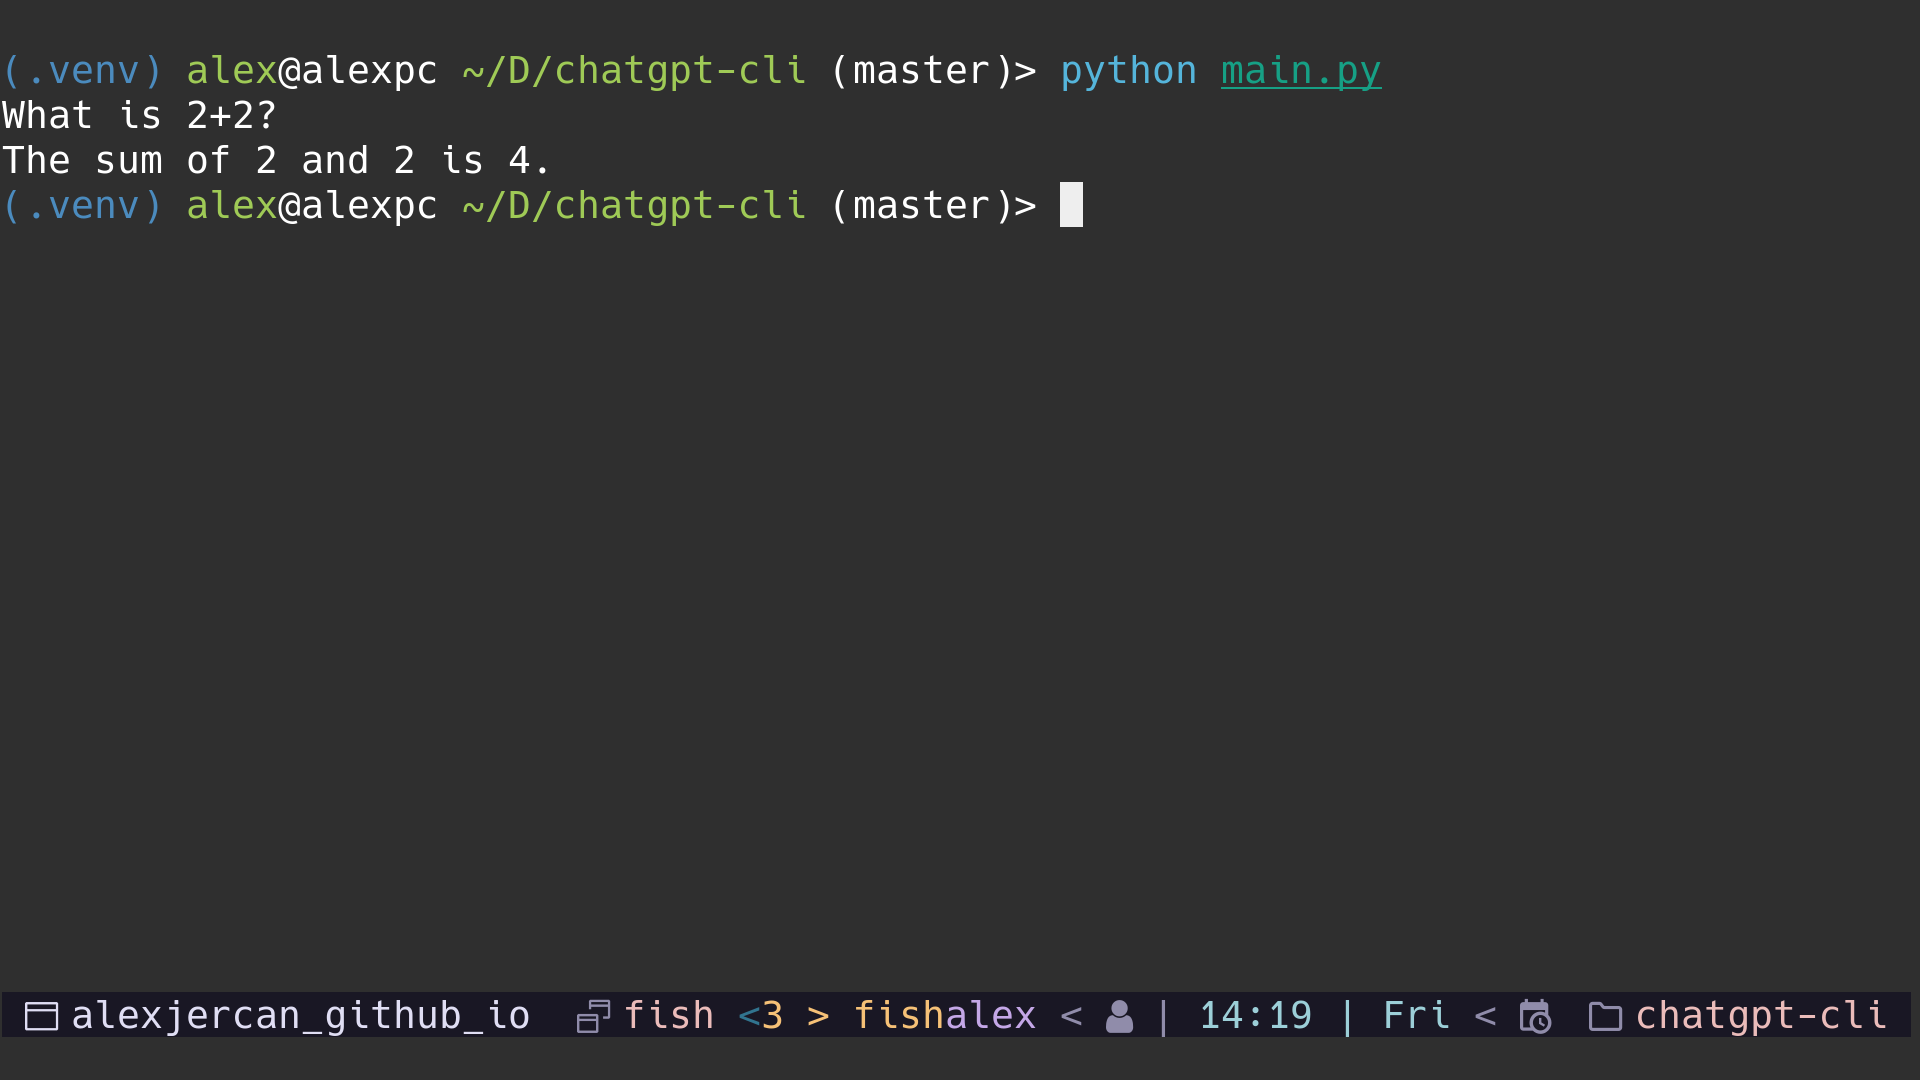 (.venv) alex@alexpc ~/D/chatgpt-cli (master)> python main.py
What is 2+2?
The sum of 2 and 2 is 4.
(.venv) alex@alexpc ~/D/chatgpt-cli (master)>
alexjercan_github_io fish <3 > fishalex < | 14:19 | Fri < chatgpt-cli